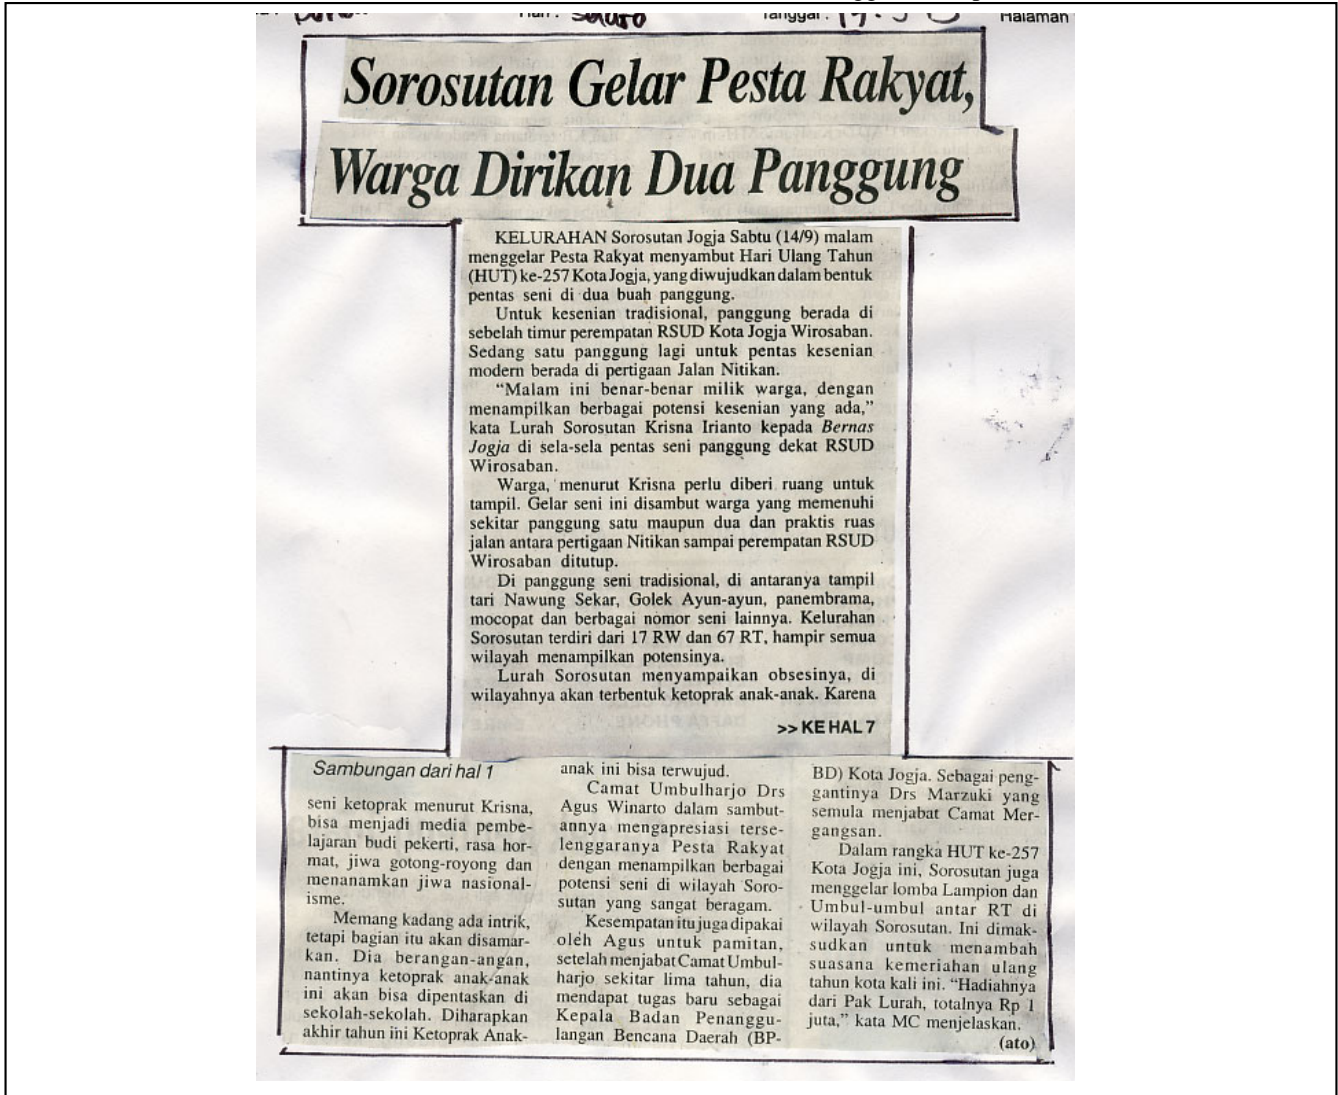 Tanggal :
Halaman
Sorosutan Gelar Pesta Rakyat,
Warga Dirikan Dua Panggung
KELURAHAN Sorosutan Jogja Sabtu (14/9) malam
menggelar Pesta Rakyat menyambut Hari Ulang Tahun
(HUT) ke-257 Kota Jogja, yang diwujudkan dalam bentuk
pentas seni di dua buah panggung.
Untuk kesenian tradisional, panggung berada di
sebelah timur perempatan RSUD Kota Jogja Wirosaban.
Sedang satu panggung lagi untuk pentas kesenian
modern berada di pertigaan Jalan Nitikan.
“Malam ini benar-benar milik warga, dengan
menampilkan berbagai potensi kesenian yang ada,”
kata Lurah Sorosutan Krisna Irianto kepada Bernas
Jogja di sela-sela pentas seni panggung dekat RSUD
Wirosaban.
Warga, menurut Krisna perlu diberi ruang untuk
tampil. Gelar seni ini disambut warga yang memenuhi
sekitar panggung satu maupun dua dan praktis ruas
jalan antara pertigaan Nitikan sampai perempatan RSUD
Wirosaban ditutup.
Di panggung seni tradisional, di antaranya tampil
tari Nawung Sekar, Golek Ayun-ayun, panembrama,
mocopat dan berbagai nomor seni lainnya. Kelurahan
Sorosutan terdiri dari 17 RW dan 67 RT, hampir semua
wilayah menampilkan potensinya.
Lurah Sorosutan menyampaikan obsesinya, di
wilayahnya akan terbentuk ketoprak anak-anak. Karena
>> KE HAL 7
Sambungan dari hal 1
seni ketoprak menurut Krisna,
bisa menjadi media pembe-
lajaran budi pekerti, rasa hor-
mat, jiwa gotong-royong dan
menanamkan jiwa nasional-
isme.
Memang kadang ada intrik,
tetapi bagian itu akan disamar-
kan. Dia berangan-angan,
nantinya ketoprak anak-anak
ini akan bisa dipentaskan di
sekolah-sekolah. Diharapkan
akhir tahun ini Ketoprak Anak-
anak ini bisa terwujud.
Camat Umbulharjo Drs
Agus Winarto dalam sambut-
annya mengapresiasi terse-
lenggaranya Pesta Rakyat
dengan menampilkan berbagai
potensi seni di wilayah Soro-
sutan yang sangat beragam.
Kesempatan itu juga dipakai
oleh Agus untuk pamitan,
setelah menjabat Camat Umbul-
harjo sekitar lima tahun, dia
mendapat tugas baru sebagai
Kepala Badan Penanggu-
langan Bencana Daerah (BP-
BD) Kota Jogja. Sebagai peng-
gantinya Drs Marzuki yang
semula menjabat Camat Mer-
gangsan.
Dalam rangka HUT ke-257
Kota Jogja ini, Sorosutan juga
menggelar lomba Lampion dan
Umbul-umbul antar RT di
wilayah Sorosutan. Ini dimak-
sudkan untuk menambah
suasana kemeriahan ulang
tahun kota kali ini. “Hadiahnya
dari Pak Lurah, totalnya Rp 1
juta,” kata MC menjelaskan.
(ato)